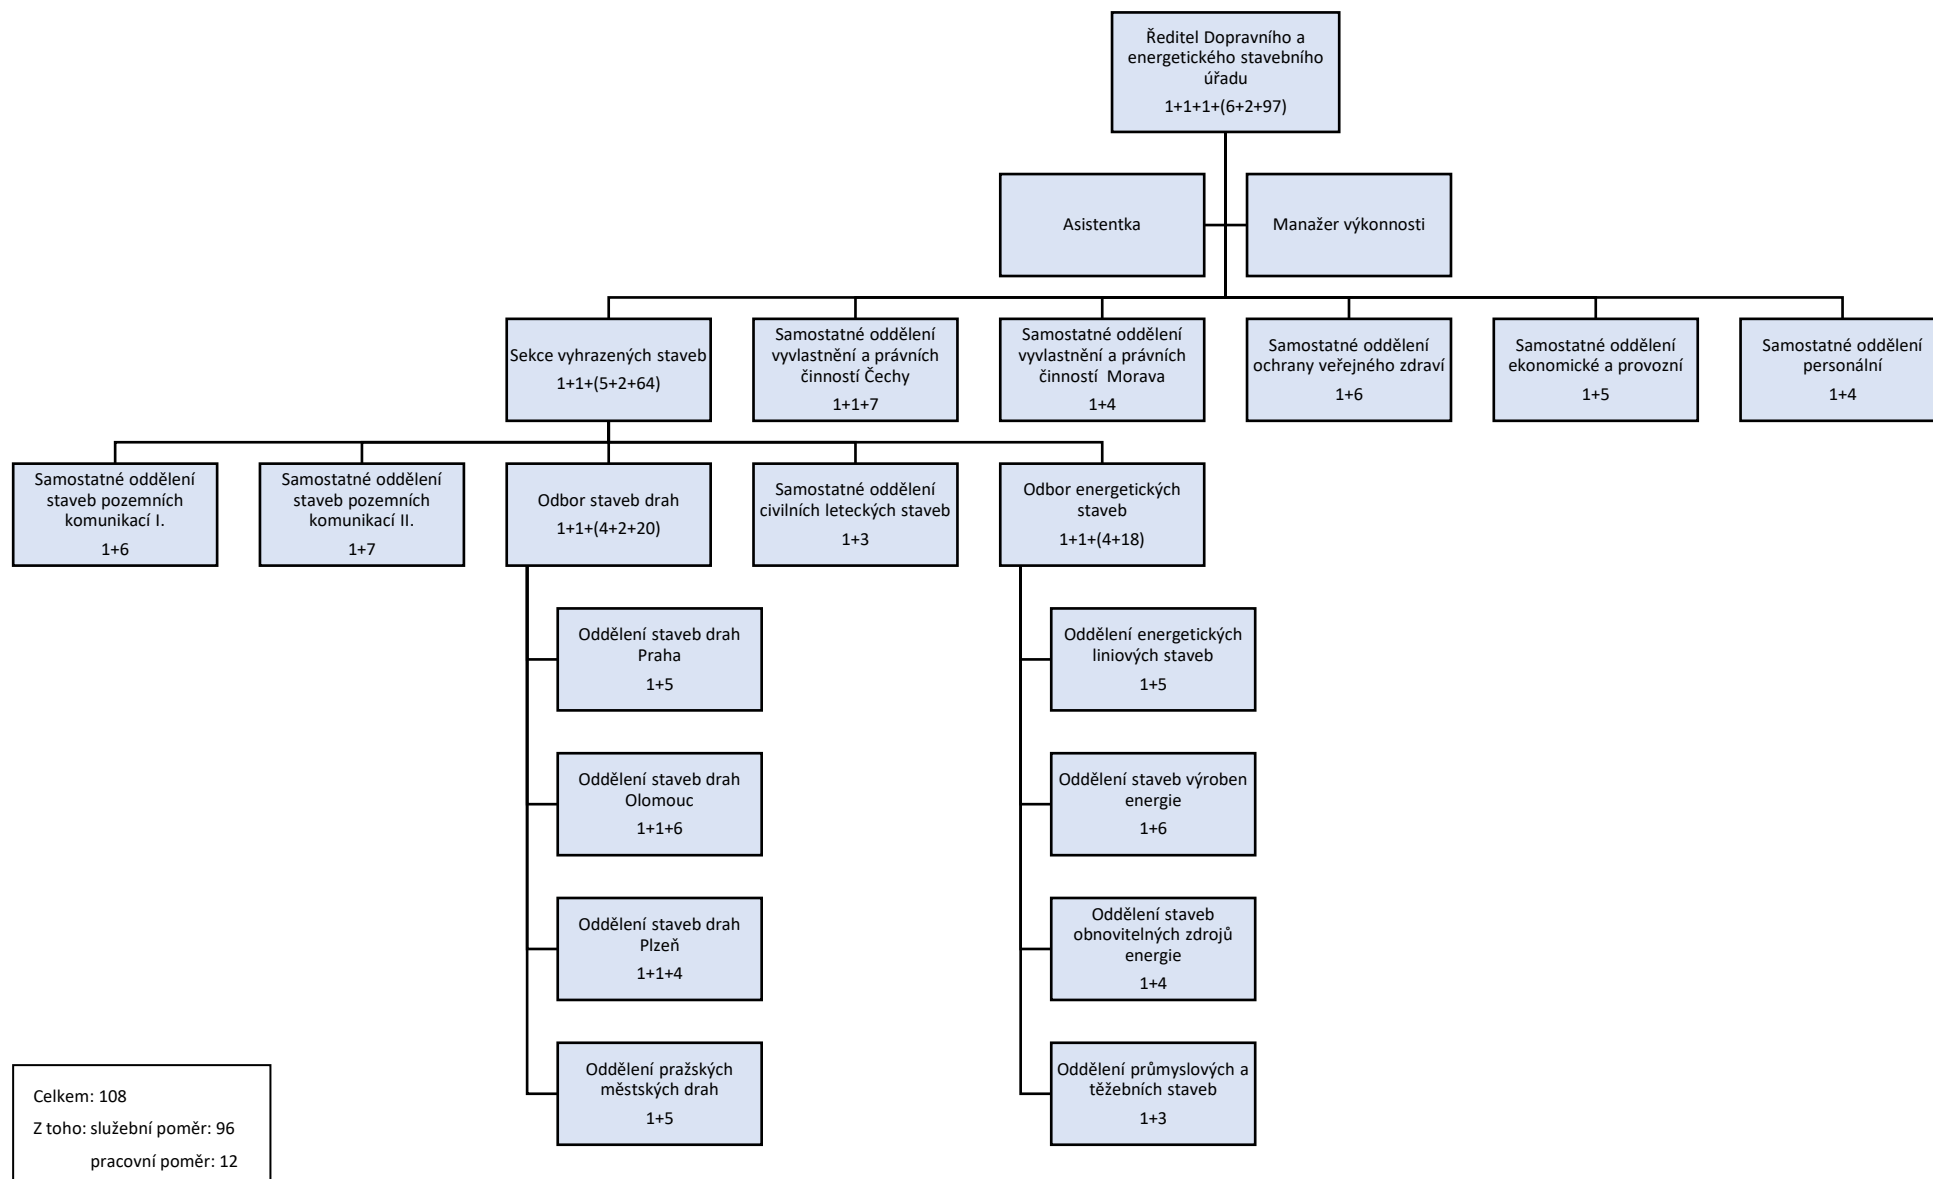 Ředitel Dopravního a
energetického stavebního
úřadu
1+1+1+(6+2+97)
Asistentka
Manažer výkonnosti
Sekce vyhrazených staveb
1+1+(5+2+64)
Samostatné oddělení
vyvlastnění a právních
činností Čechy
1+1+7
Samostatné oddělení
vyvlastnění a právních
činností  Morava
1+4
Samostatné oddělení
ochrany veřejného zdraví
1+6
Samostatné oddělení
ekonomické a provozní
1+5
Samostatné oddělení
personální
1+4
Samostatné oddělení
staveb pozemních
komunikací I.
1+6
Samostatné oddělení
staveb pozemních
komunikací II.
1+7
Odbor staveb drah
1+1+(4+2+20)
Samostatné oddělení
civilních leteckých staveb
1+3
Odbor energetických
staveb
1+1+(4+18)
Oddělení staveb drah
Praha
1+5
Oddělení staveb drah
Olomouc
1+1+6
Oddělení staveb drah
Plzeň
1+1+4
Oddělení pražských
městských drah
1+5
Oddělení energetických
liniových staveb
1+5
Oddělení staveb výroben
energie
1+6
Oddělení staveb
obnovitelných zdrojů
energie
1+4
Oddělení průmyslových a
těžebních staveb
1+3
Celkem: 108
Z toho: služební poměr: 96
pracovní poměr: 12